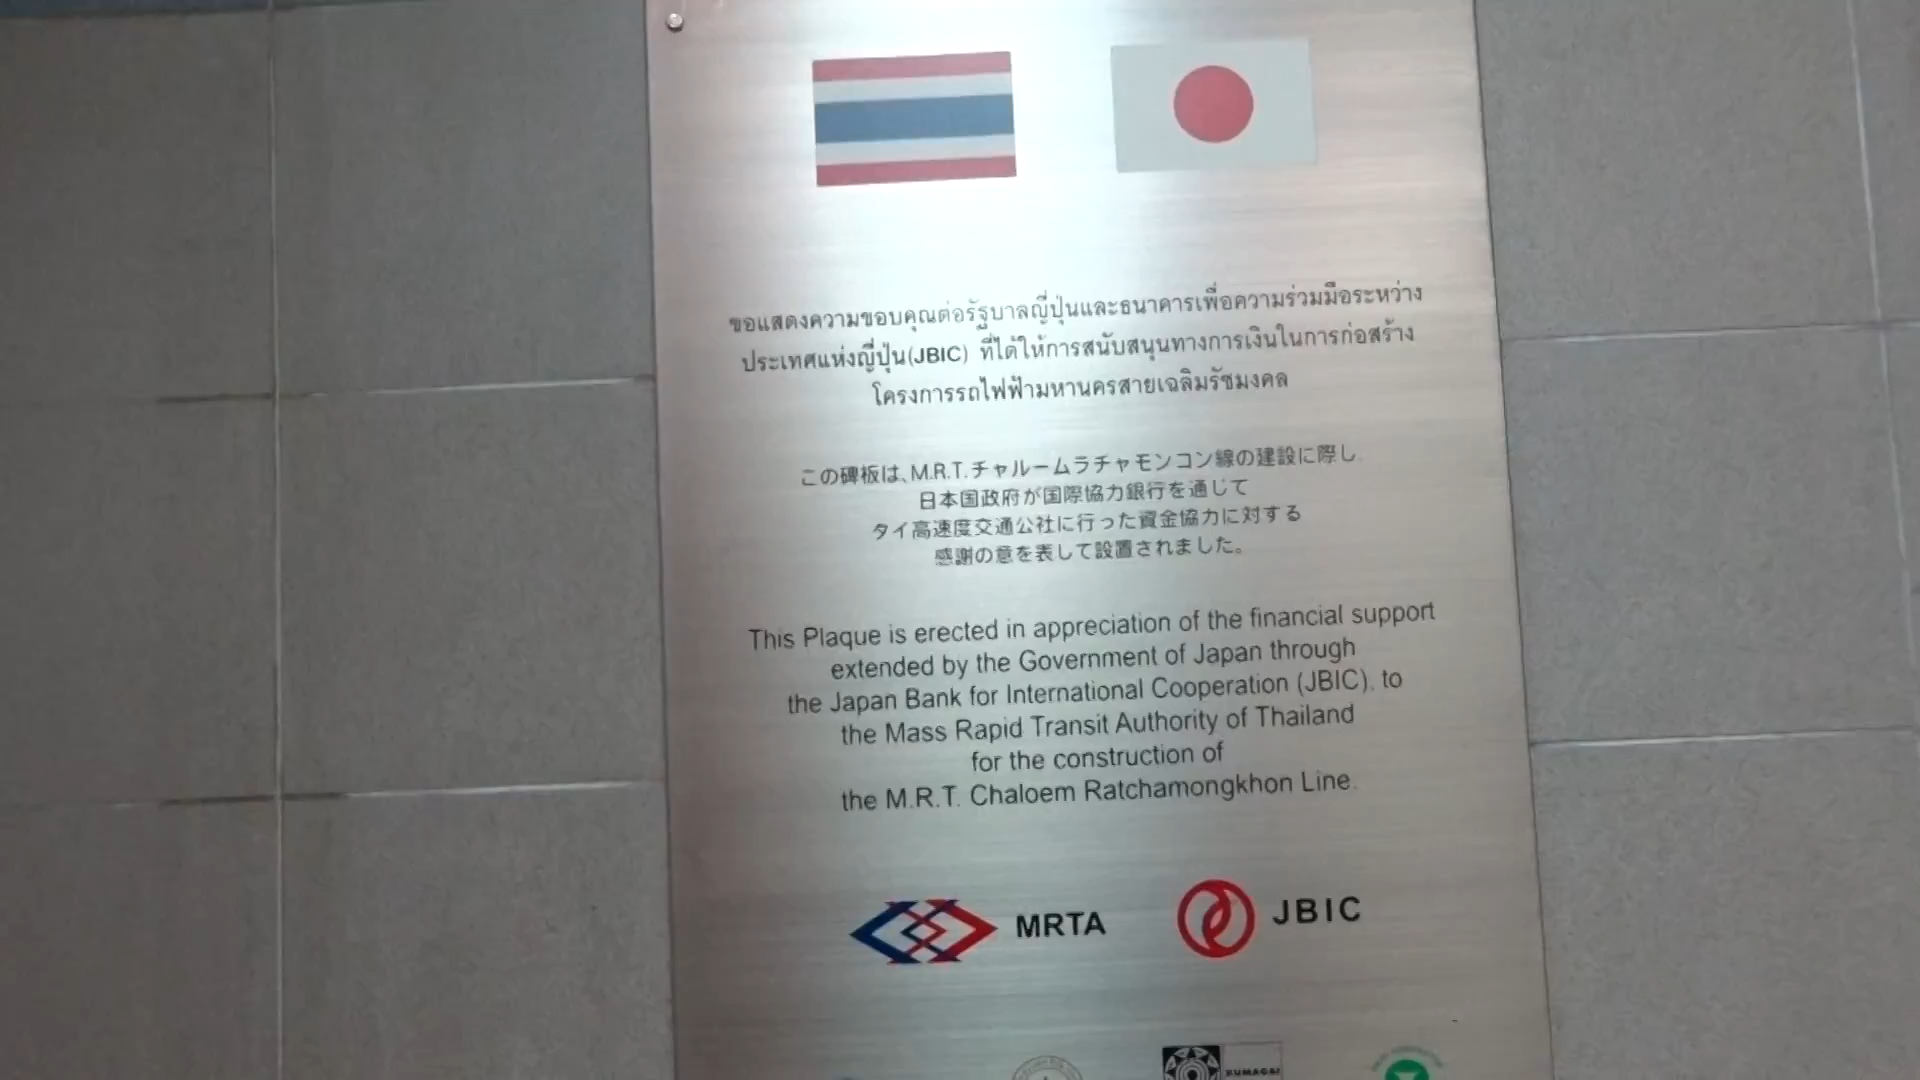 ขอแสดงความขอบคุณต่อรัฐบาลญี่ปุ่นและธนาคารเพื่อความร่วมมือระหว่าง
ประเทศแห่งญี่ปุ่น(JBIC) ที่ได้ให้การสนับสนุนทางการเงินในการก่อสร้าง
โครงการรถไฟฟ้ามหานครสายเฉลิมรัชมงคล
この碑板は、M.R.T.チャルームラチャモンコン線の建設に際し
日本国政府が国際協力銀行を通じて
タイ高速度交通公社に行った資金協力に対する
感謝の意を表して設置されました。
This Plaque is erected in appreciation of the financial support
extended by the Government of Japan through
the Japan Bank for International Cooperation (JBIC), to
the Mass Rapid Transit Authority of Thailand
for the construction of
the M.R.T. Chaloem Ratchamongkhon Line.
MRTA
JBIC
KUMAGAI